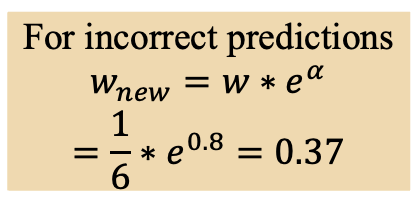 For incorrect predictions
w_new = w * e^α
= 1/6 * e^0.8 = 0.37